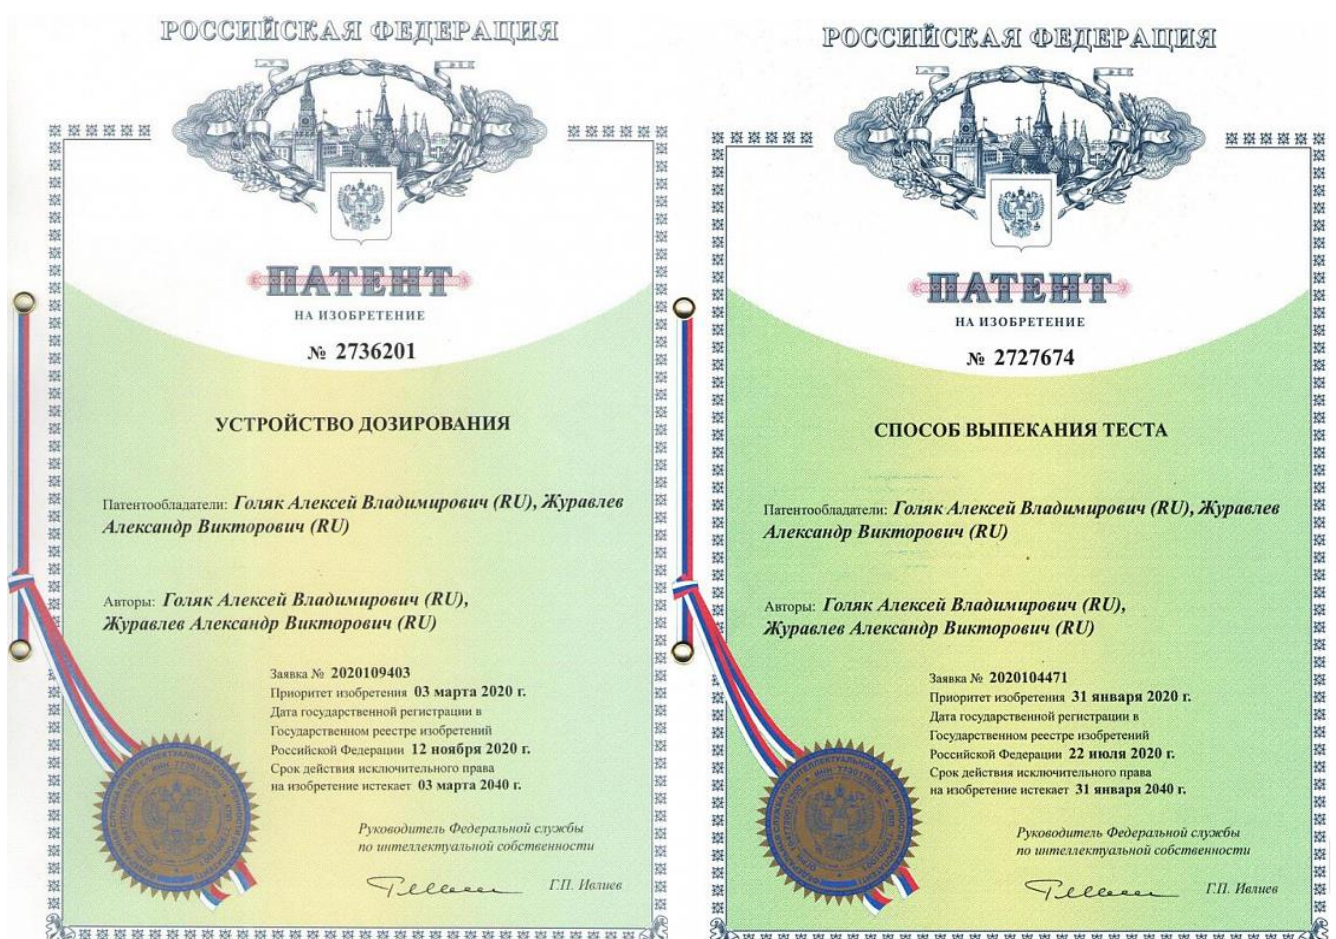 РОССИЙСКАЯ ФЕДЕРАЦИЯ
ПАТЕНТ
НА ИЗОБРЕТЕНИЕ
№ 2736201
УСТРОЙСТВО ДОЗИРОВАНИЯ
Патентообладатели: Голяк Алексей Владимирович (RU), Журавлев
Александр Викторович (RU)
Авторы: Голяк Алексей Владимирович (RU),
Журавлев Александр Викторович (RU)
Заявка № 2020109403
Приоритет изобретения 03 марта 2020 г.
Дата государственной регистрации в
Государственном реестре изобретений
Российской Федерации 12 ноября 2020 г.
Срок действия исключительного права
на изобретение истекает 03 марта 2040 г.
Руководитель Федеральной службы
по интеллектуальной собственности
Г.П. Ивлиев
РОССИЙСКАЯ ФЕДЕРАЦИЯ
ПАТЕНТ
НА ИЗОБРЕТЕНИЕ
№ 2727674
СПОСОБ ВЫПЕКАНИЯ ТЕСТА
Патентообладатели: Голяк Алексей Владимирович (RU), Журавлев
Александр Викторович (RU)
Авторы: Голяк Алексей Владимирович (RU),
Журавлев Александр Викторович (RU)
Заявка № 2020104471
Приоритет изобретения 31 января 2020 г.
Дата государственной регистрации в
Государственном реестре изобретений
Российской Федерации 22 июля 2020 г.
Срок действия исключительного права
на изобретение истекает 31 января 2040 г.
Руководитель Федеральной службы
по интеллектуальной собственности
Г.П. Ивлиев